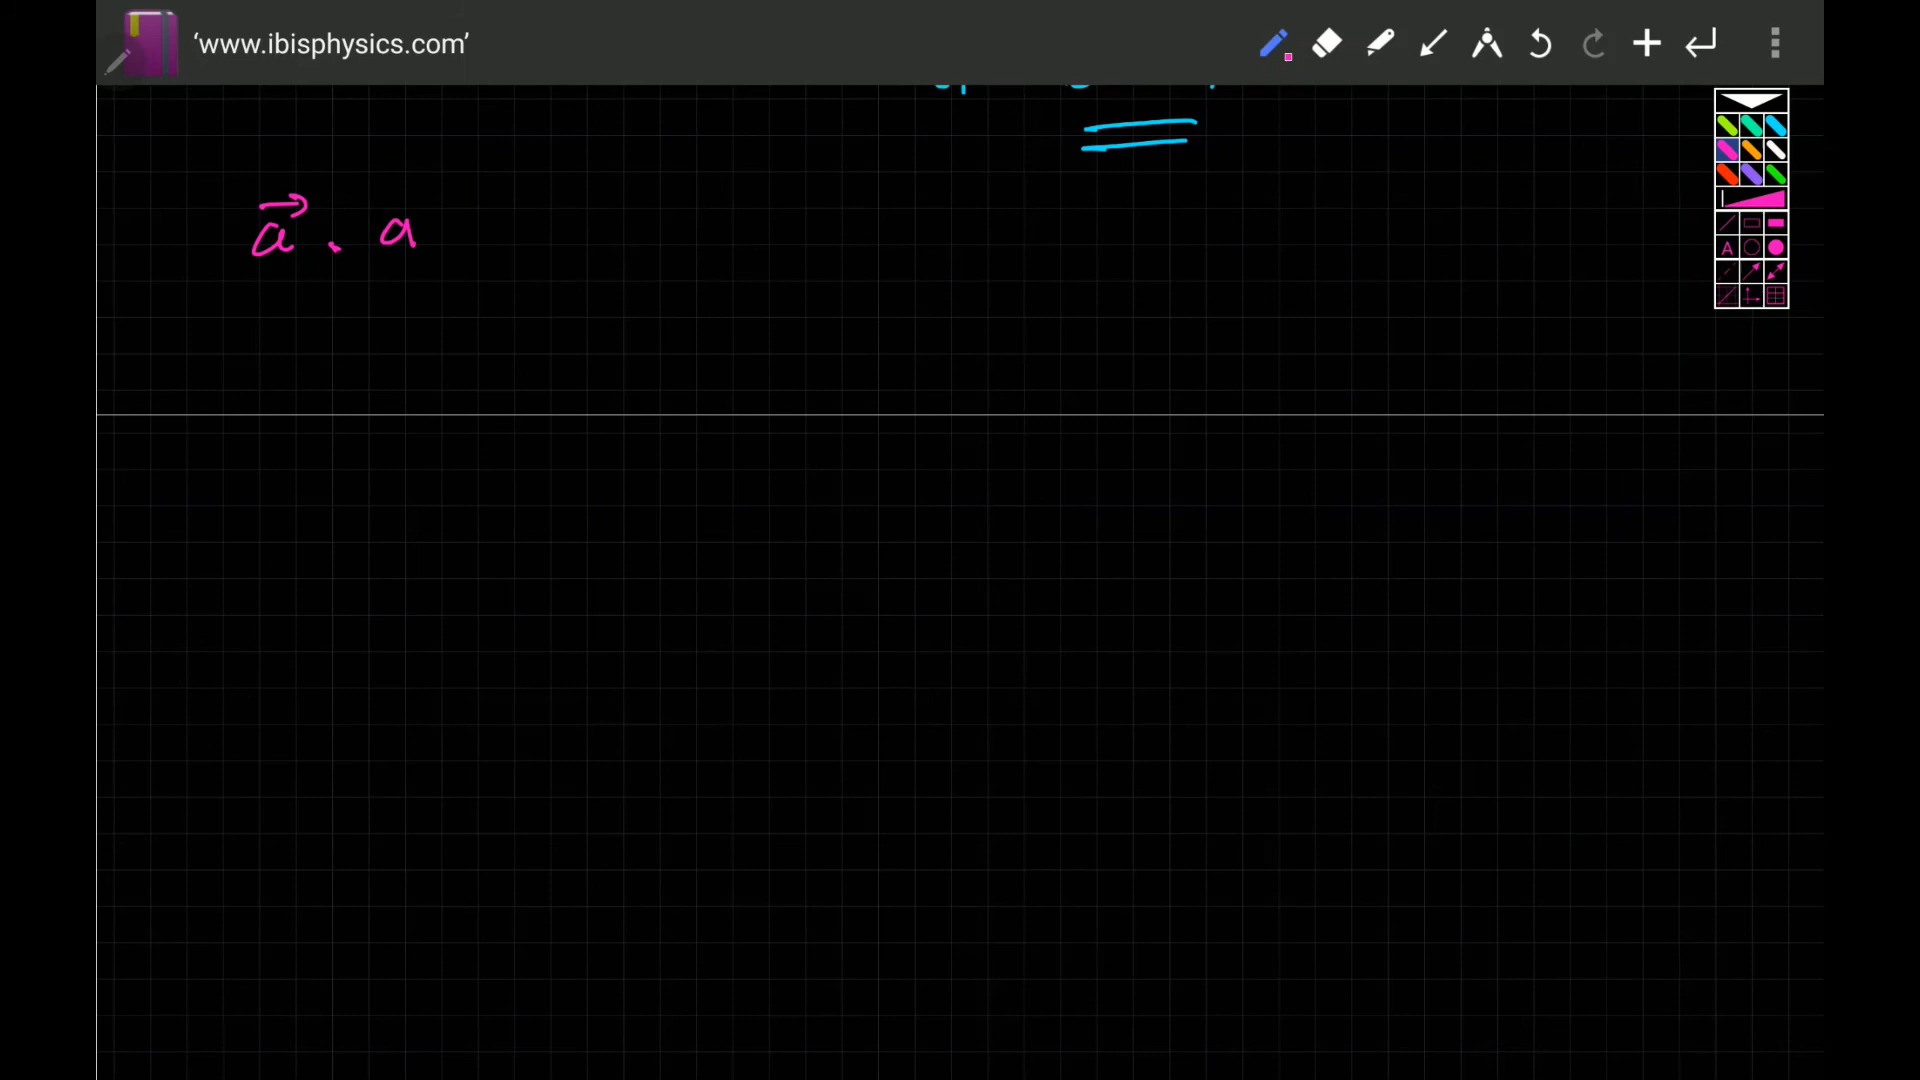 ‘www.ibisphysics.com’
a⃗ . a
A